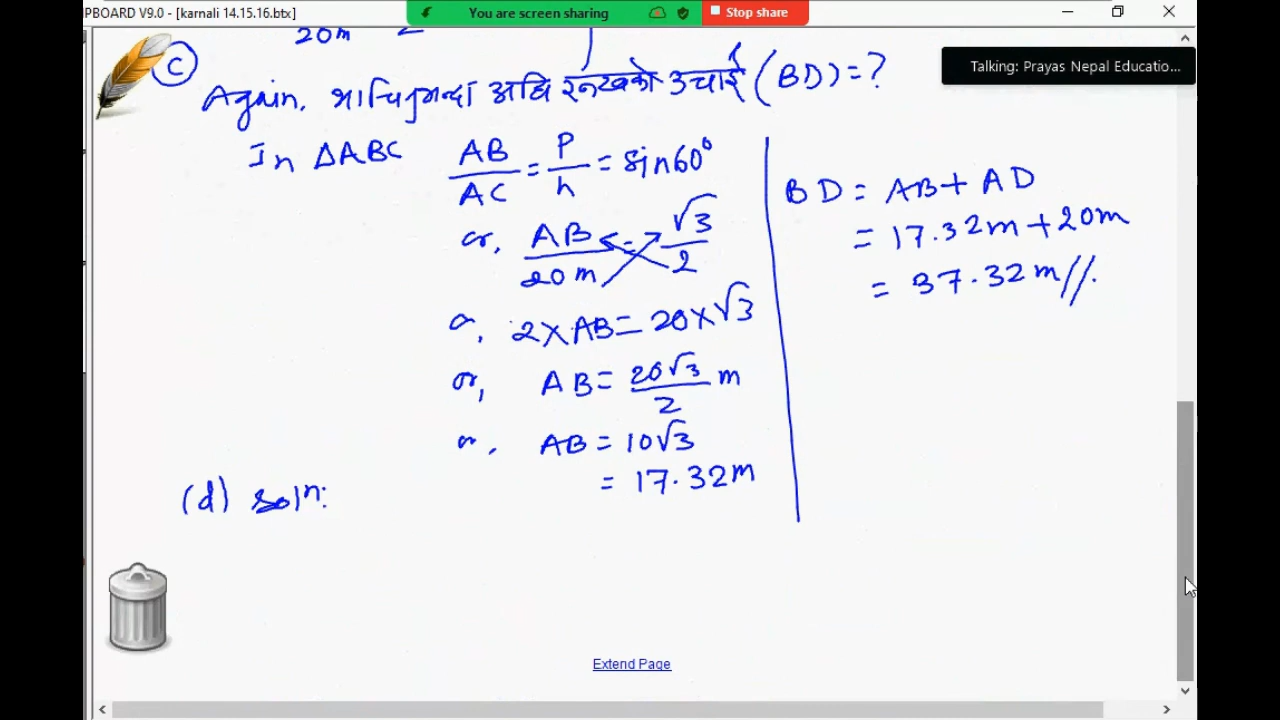 IPBOARD V9.0 - [karnali 14.15.16.btx]
You are screen sharing
Stop share
Talking: Prayas Nepal Educatio...
20m
(c)
Again, भाचिनुभन्दा अघि रूखको उचाई (BD) = ?
In ΔABC
AB/AC = P/h = sin60°
or, AB/20m = √3/2
or, 2×AB = 20×√3
or, AB = 20√3/2 m
or, AB = 10√3
= 17.32m
BD = AB + AD
= 17.32m + 20m
= 37.32m//.
(d) soln:
Extend Page